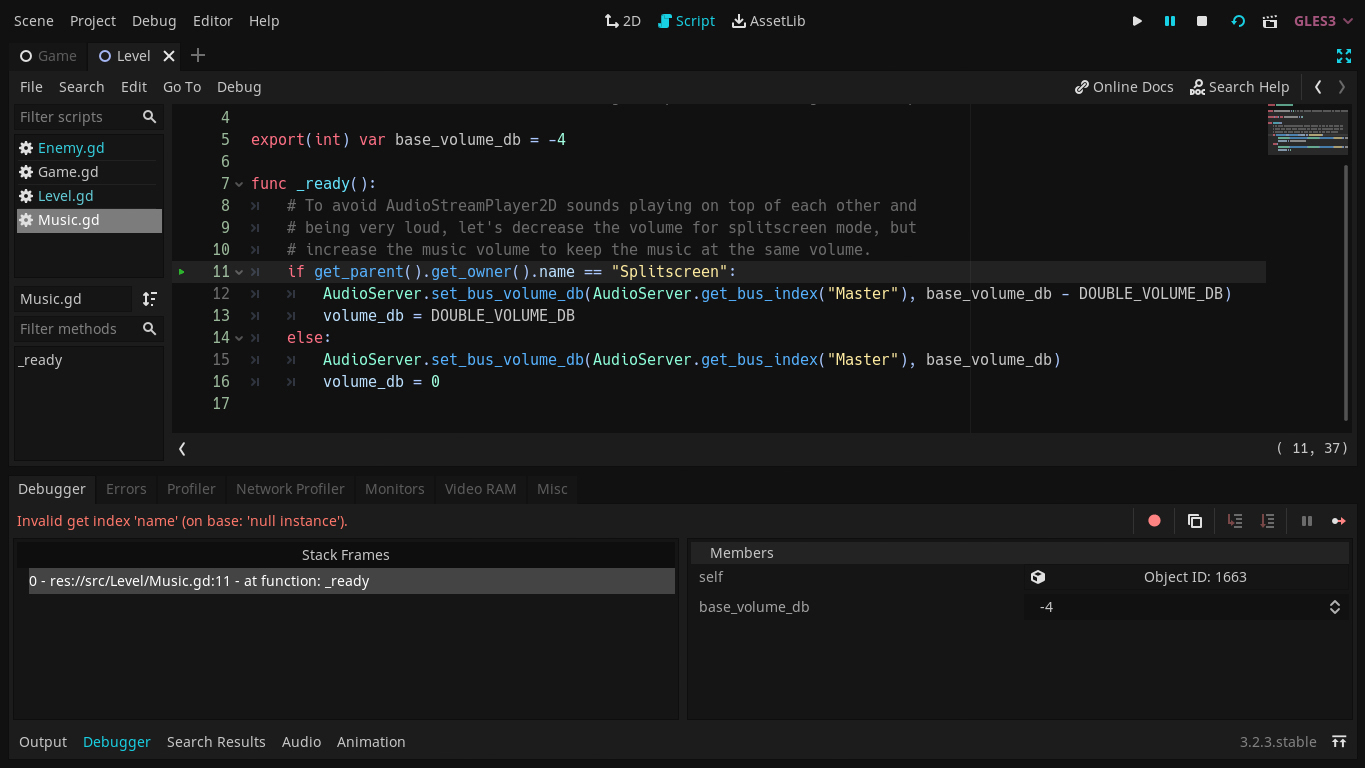 Scene Project Debug Editor Help 2D Script AssetLib GLES3
Game Level
File Search Edit Go To Debug Online Docs Search Help
Filter scripts
Enemy.gd
Game.gd
Level.gd
Music.gd
Music.gd
Filter methods
_ready
4
5 export(int) var base_volume_db = -4
6
7 func _ready():
8 # To avoid AudioStreamPlayer2D sounds playing on top of each other and
9 # being very loud, let's decrease the volume for splitscreen mode, but
10 # increase the music volume to keep the music at the same volume.
11 if get_parent().get_owner().name == "Splitscreen":
12 AudioServer.set_bus_volume_db(AudioServer.get_bus_index("Master"), base_volume_db - DOUBLE_VOLUME_DB)
13 volume_db = DOUBLE_VOLUME_DB
14 else:
15 AudioServer.set_bus_volume_db(AudioServer.get_bus_index("Master"), base_volume_db)
16 volume_db = 0
17
( 11, 37)
Debugger Errors Profiler Network Profiler Monitors Video RAM Misc
Invalid get index 'name' (on base: 'null instance').
Stack Frames
0 - res://src/Level/Music.gd:11 - at function: _ready
Members
self Object ID: 1663
base_volume_db -4
Output Debugger Search Results Audio Animation 3.2.3.stable